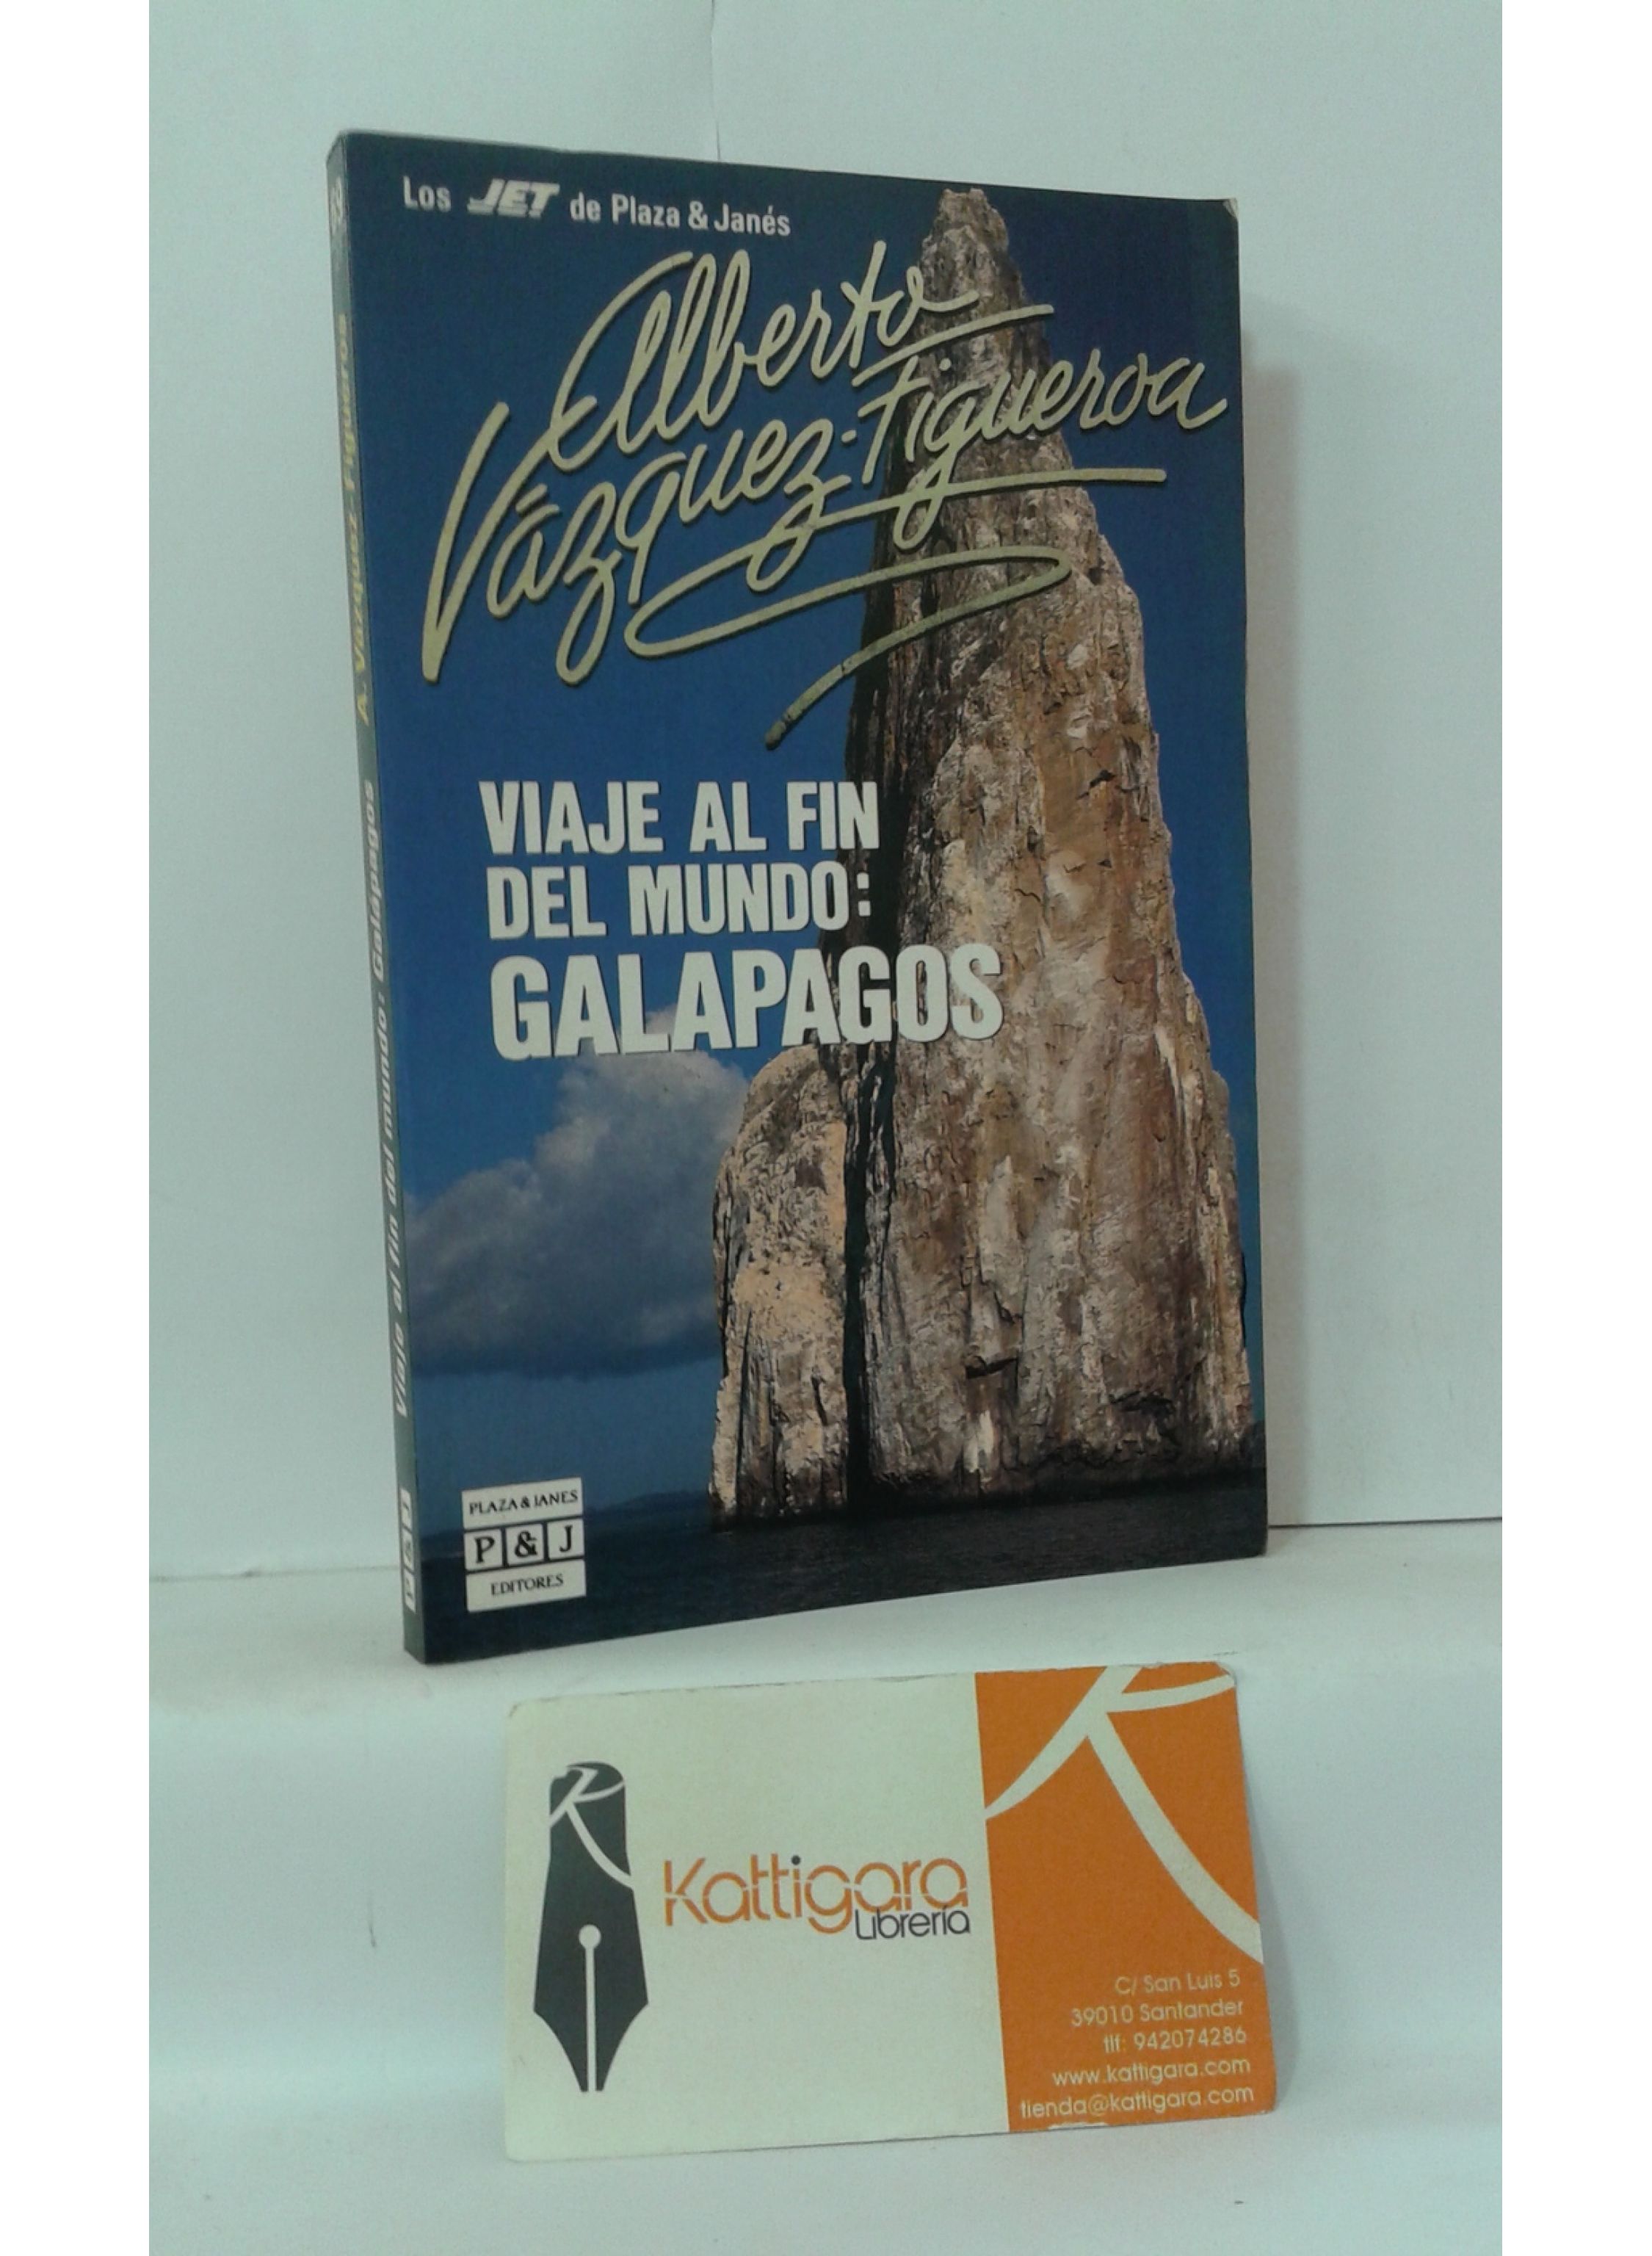 Los JET de Plaza & Janés
Alberto
Vázquez-Figueroa
VIAJE AL FIN
DEL MUNDO:
GALAPAGOS
PLAZA & JANES
P & J
EDITORES
A. Vázquez-Figueroa Viaje al fin del mundo: Galápagos P & J
Kattigara
Librería
C/ San Luis 5
39010 Santander
tlf: 942074286
www.kattigara.com
tienda@kattigara.com